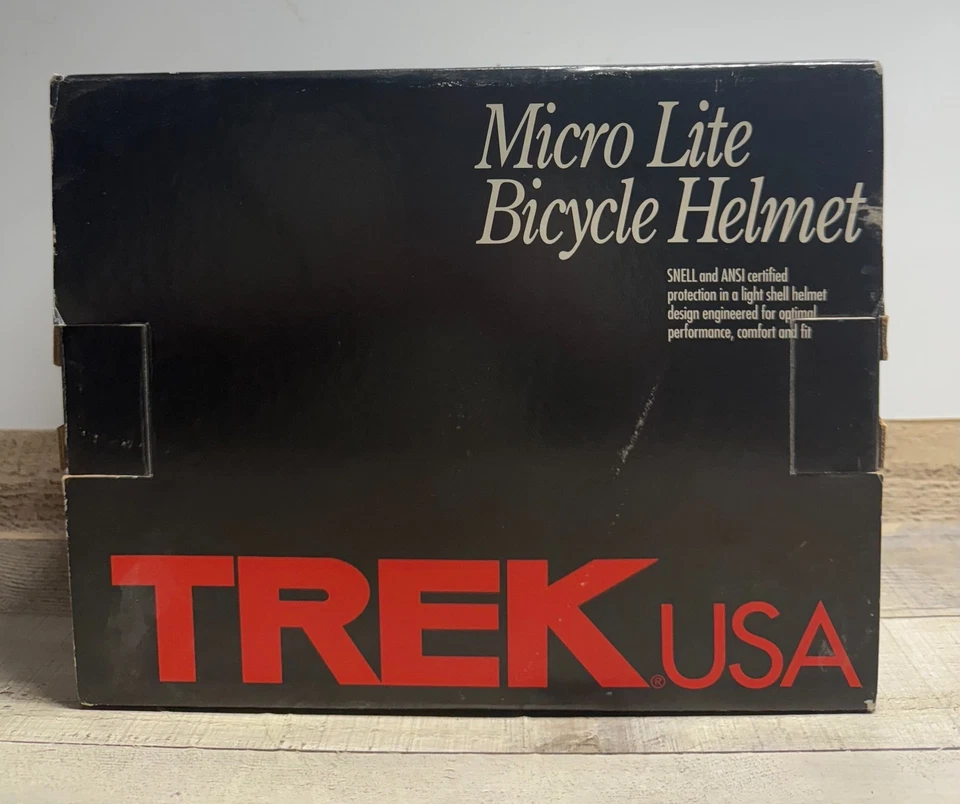 Micro Lite
Bicycle Helmet
SNELL and ANSI certified
protection in a light shell helmet
design engineered for optimal
performance, comfort and fit
TREK® USA